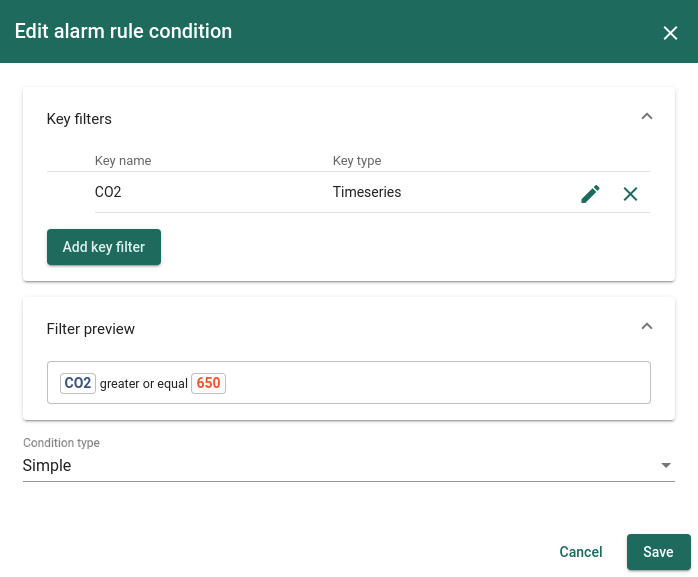 Edit alarm rule condition
Key filters
Key name Key type
CO2 Timeseries
Add key filter
Filter preview
CO2 greater or equal 650
Condition type
Simple
Cancel Save